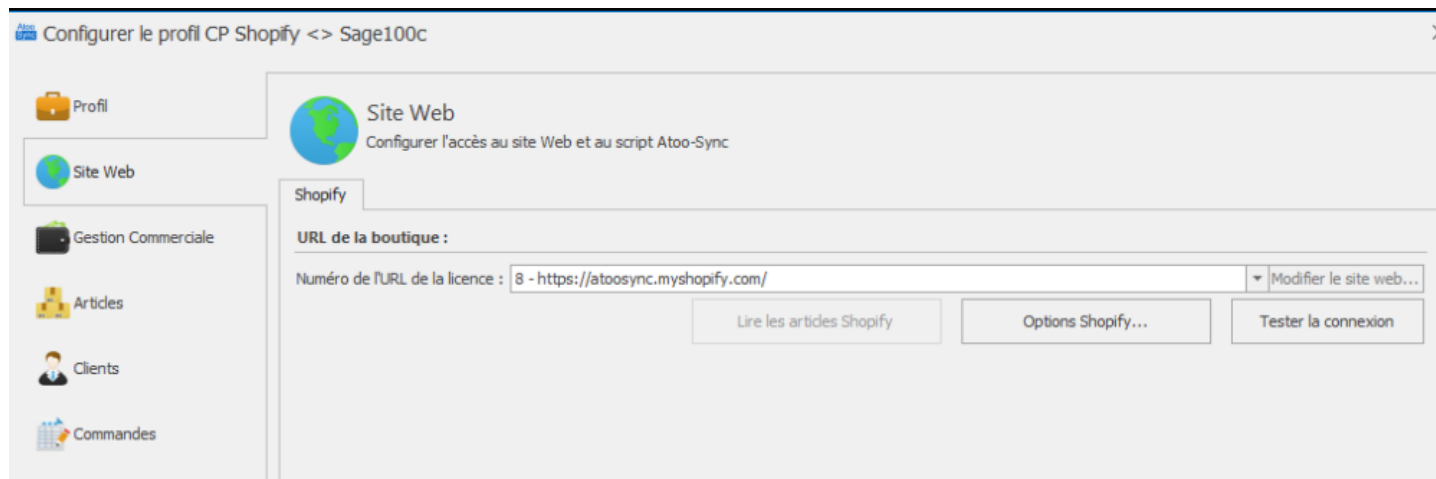 Atoo Sync
Configurer le profil CP Shopify <> Sage100c
Profil
Site Web
Gestion Commerciale
Articles
Clients
Commandes
Site Web
Configurer l'accès au site Web et au script Atoo-Sync
Shopify
URL de la boutique :
Numéro de l'URL de la licence : 8 - https://atoosync.myshopify.com/ Modifier le site web...
Lire les articles Shopify Options Shopify... Tester la connexion